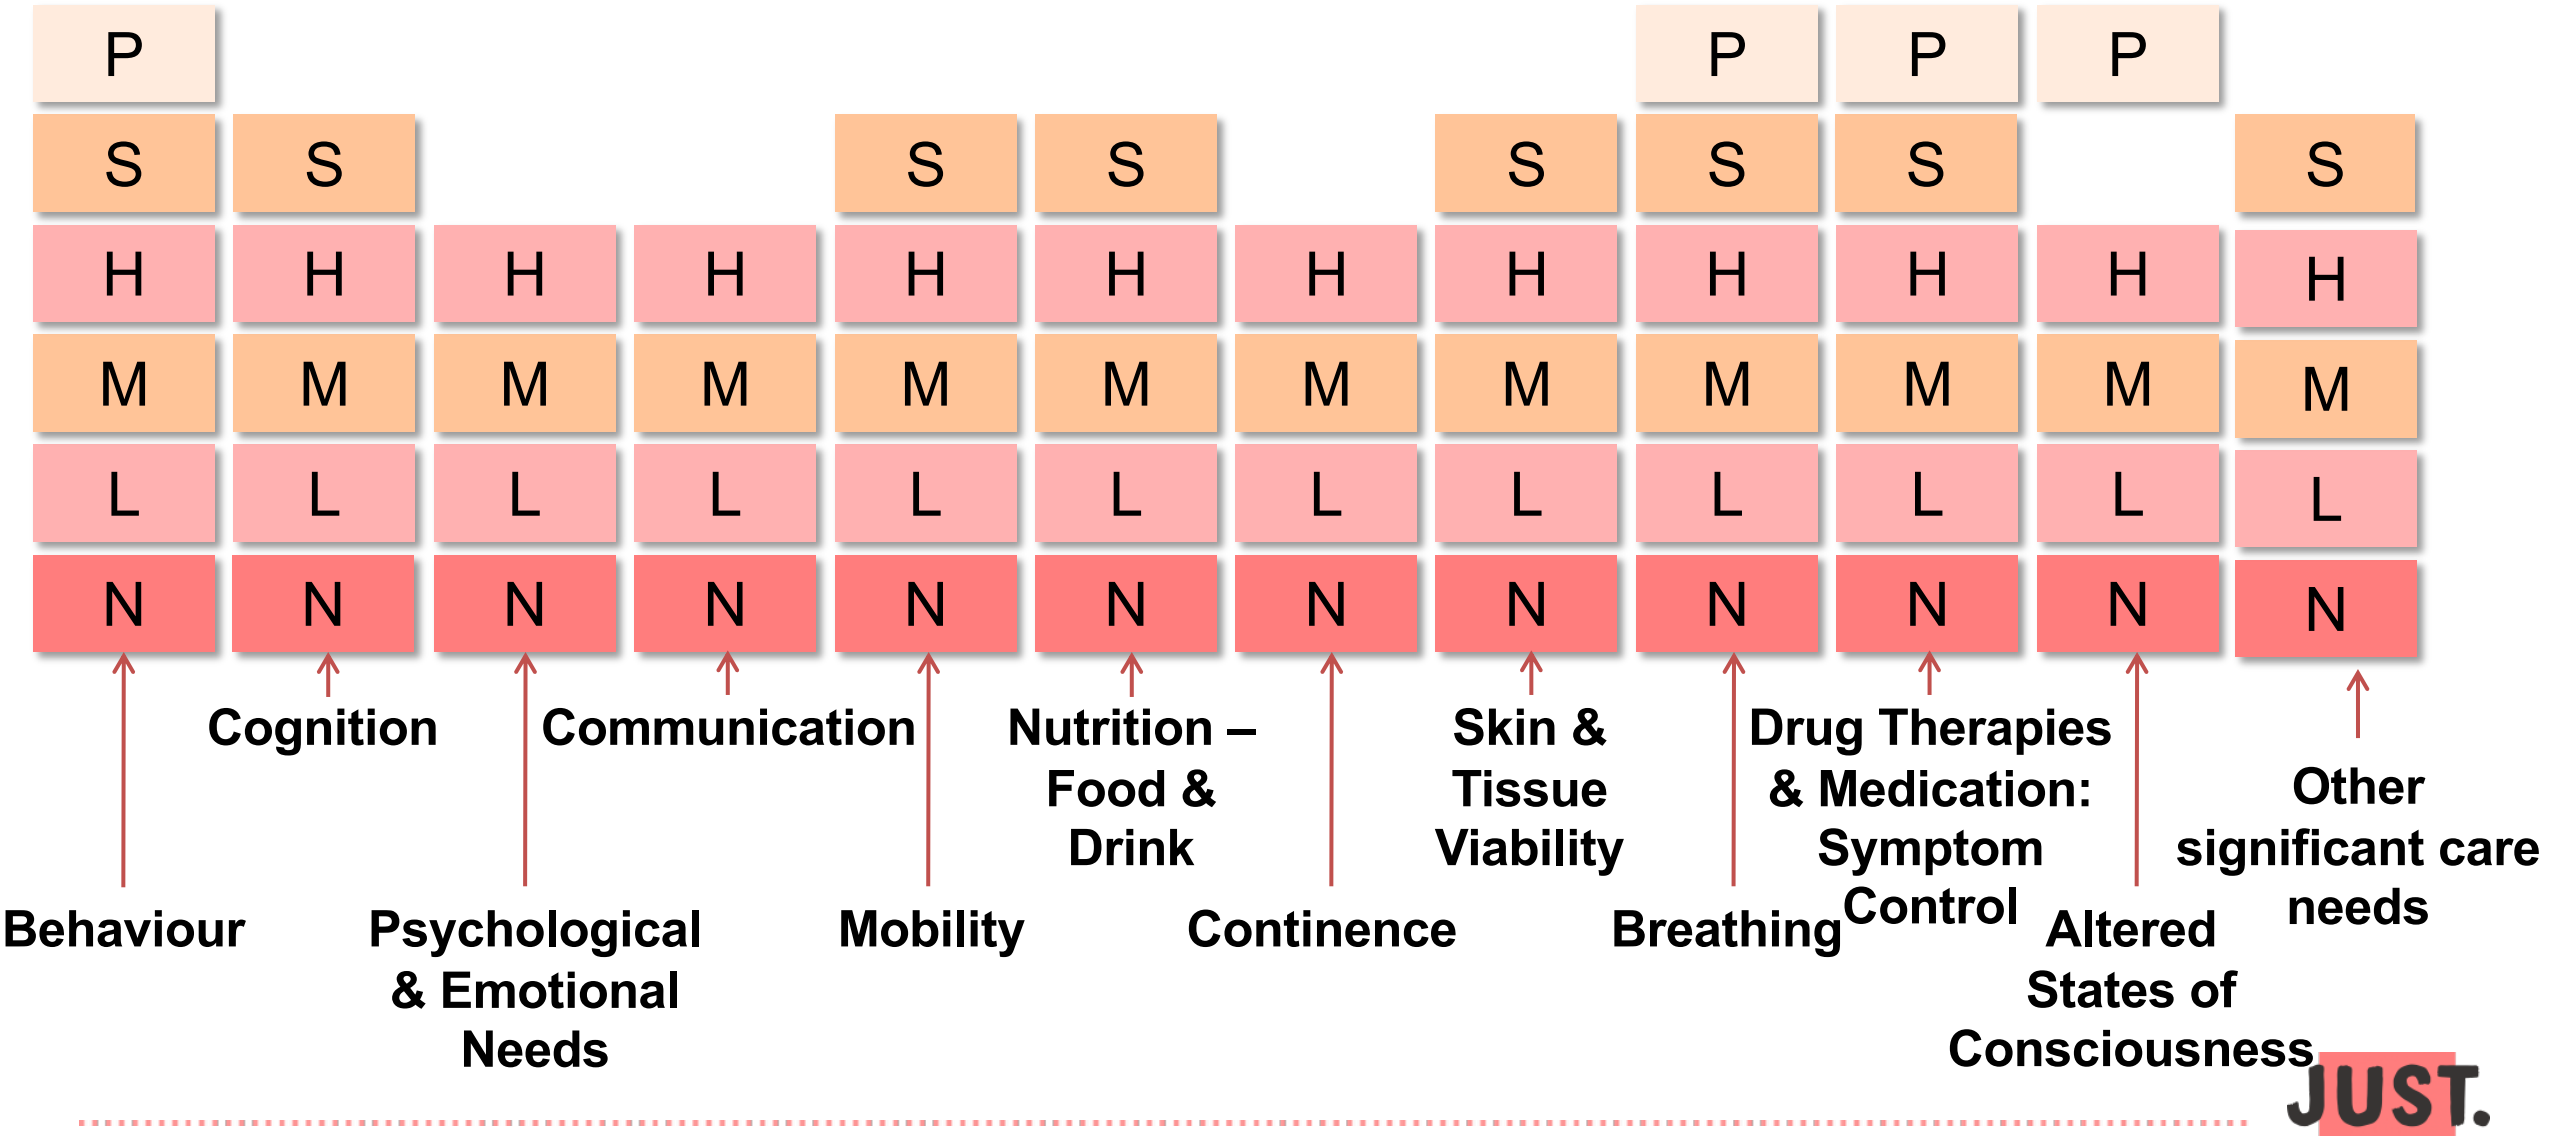 P P P P
S S S S S S S S
H H H H H H H H H H H H
M M M M M M M M M M M M
L L L L L L L L L L L L
N N N N N N N N N N N N
Behaviour
Cognition
Psychological
& Emotional
Needs
Communication
Mobility
Nutrition –
Food &
Drink
Continence
Skin &
Tissue
Viability
Breathing
Drug Therapies
& Medication:
Symptom
Control
Altered
States of
Consciousness
Other
significant care
needs
JUST.